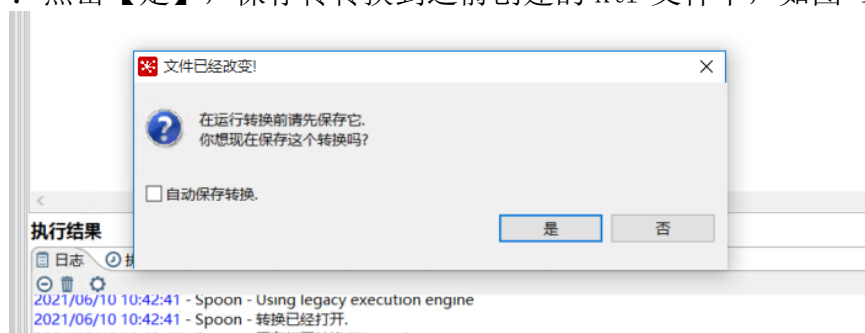 文件已经改变!
在运行转换前请先保存它.
你想现在保存这个转换吗?
自动保存转换.
是
否
执行结果
日志
2021/06/10 10:42:41 - Spoon - Using legacy execution engine
2021/06/10 10:42:41 - Spoon - 转换已经打开.